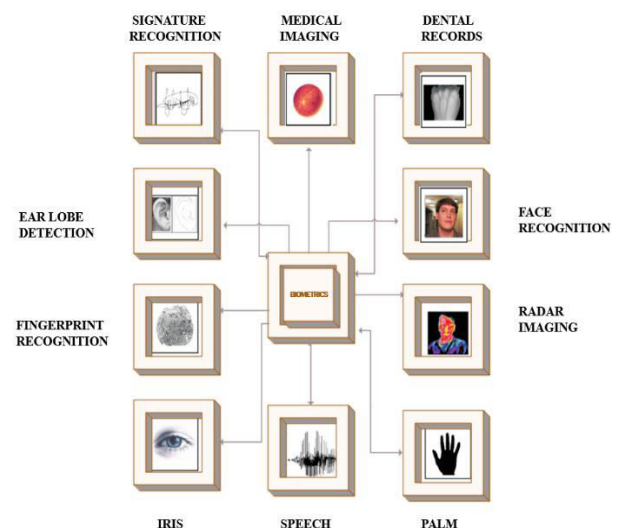 SIGNATURE
RECOGNITION
MEDICAL
IMAGING
DENTAL
RECORDS
EAR LOBE
DETECTION
FACE
RECOGNITION
BIOMETRICS
FINGERPRINT
RECOGNITION
RADAR
IMAGING
IRIS
SPEECH
PALM